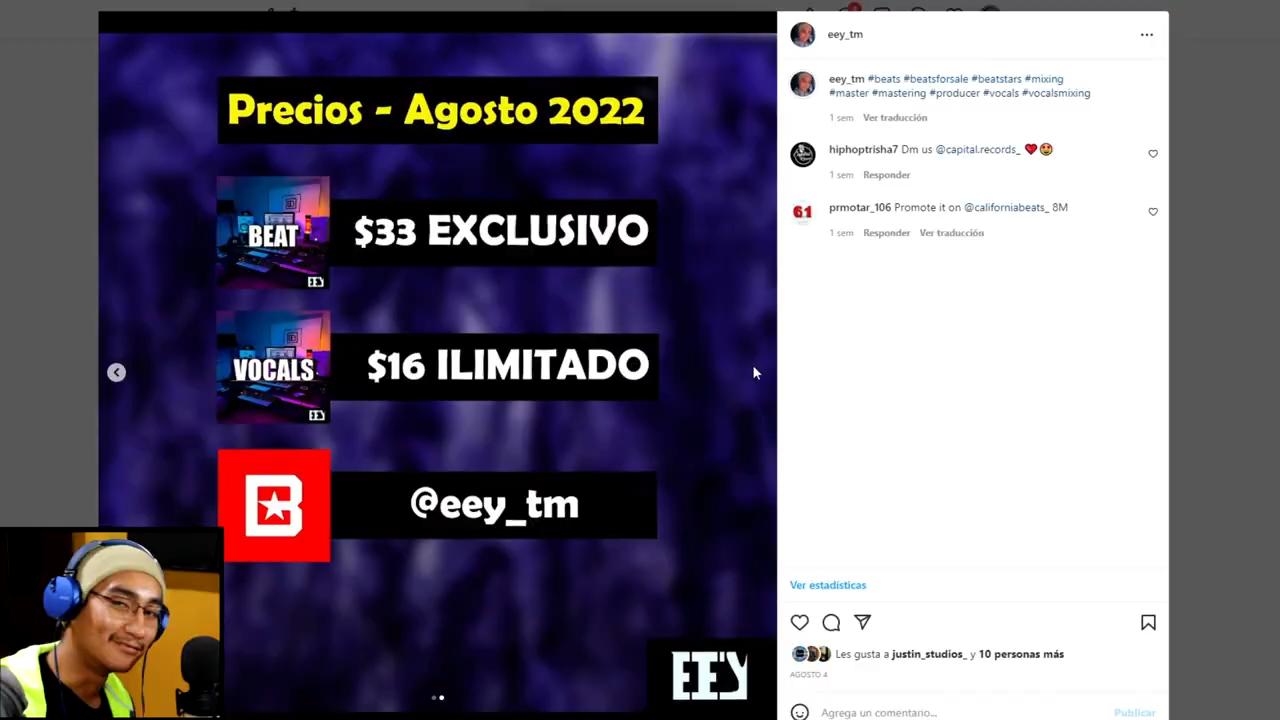 Precios - Agosto 2022
BEAT
EEY
$33 EXCLUSIVO
VOCALS
EEY
$16 ILIMITADO
B
@eey_tm
EEY
eey_tm
eey_tm #beats #beatsforsale #beatstars #mixing
#master #mastering #producer #vocals #vocalsmixing
1 sem Ver traducción
hiphoptrisha7 Dm us @capital.records_ ❤️😍
1 sem Responder
61
prmotar_106 Promote it on @californiabeats_ 8M
1 sem Responder Ver traducción
Ver estadísticas
Les gusta a justin_studios_ y 10 personas más
AGOSTO 4
Agrega un comentario...
Publicar